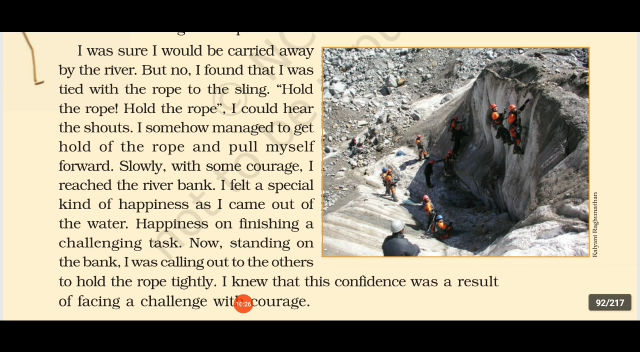 I was sure I would be carried away
by the river. But no, I found that I was
tied with the rope to the sling. “Hold
the rope! Hold the rope”, I could hear
the shouts. I somehow managed to get
hold of the rope and pull myself
forward. Slowly, with some courage, I
reached the river bank. I felt a special
kind of happiness as I came out of
the water. Happiness on finishing a
challenging task. Now, standing on
the bank, I was calling out to the others
to hold the rope tightly. I knew that this confidence was a result
of facing a challenge with courage.
Kalyani Raghunathan
92/217